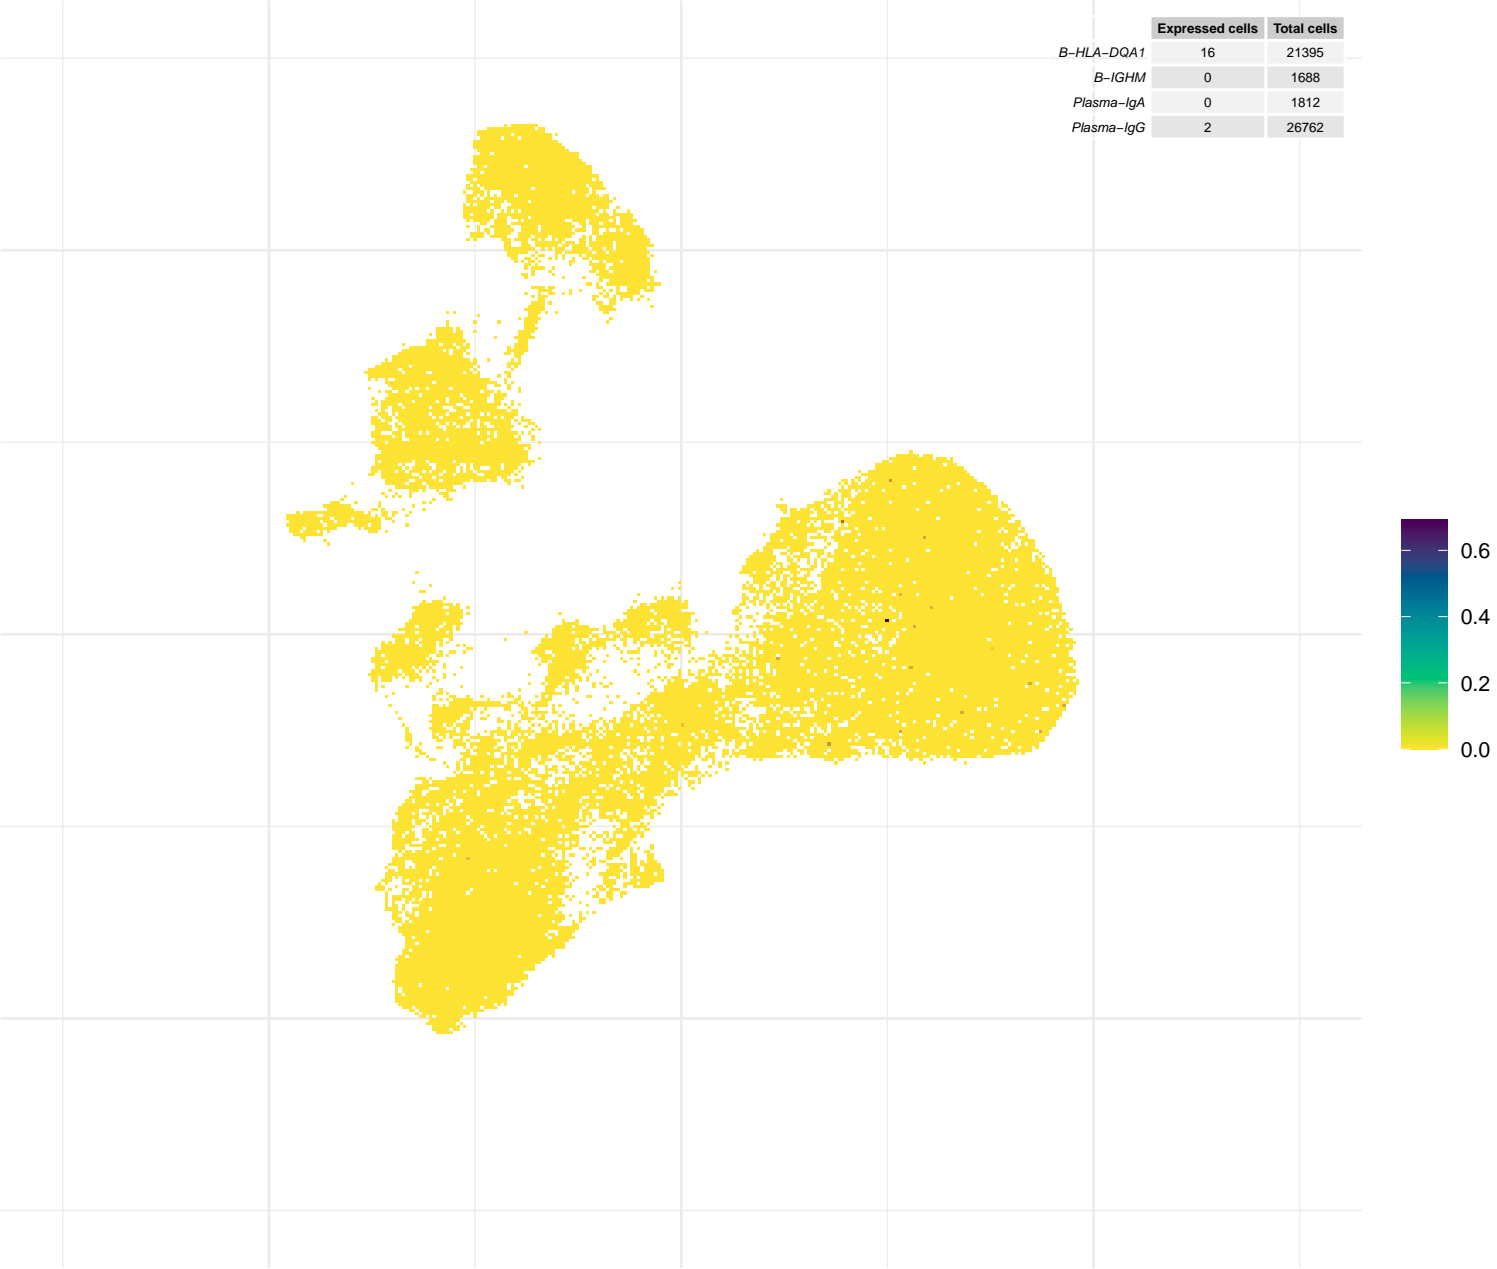 Expressed cells Total cells
B−HLA−DQA1 16 21395
B−IGHM 0 1688
Plasma−IgA 0 1812
Plasma−IgG 2 26762
0.6
0.4
0.2
0.0